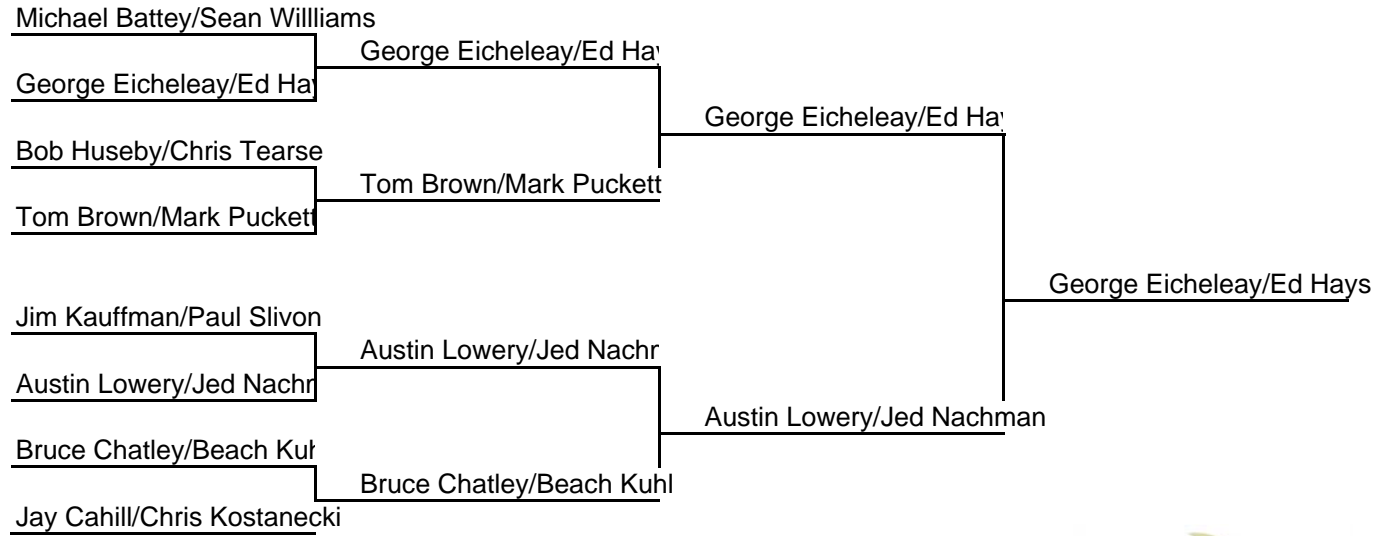 Michael Battey/Sean Willliams
George Eicheleay/Ed Hay
George Eicheleay/Ed Hay
George Eicheleay/Ed Hay
Bob Huseby/Chris Tearse
Tom Brown/Mark Puckett
Tom Brown/Mark Puckett
George Eicheleay/Ed Hays
Jim Kauffman/Paul Slivon
Austin Lowery/Jed Nachr
Austin Lowery/Jed Nachr
Austin Lowery/Jed Nachman
Bruce Chatley/Beach Kuh
Bruce Chatley/Beach Kuhl
Jay Cahill/Chris Kostanecki